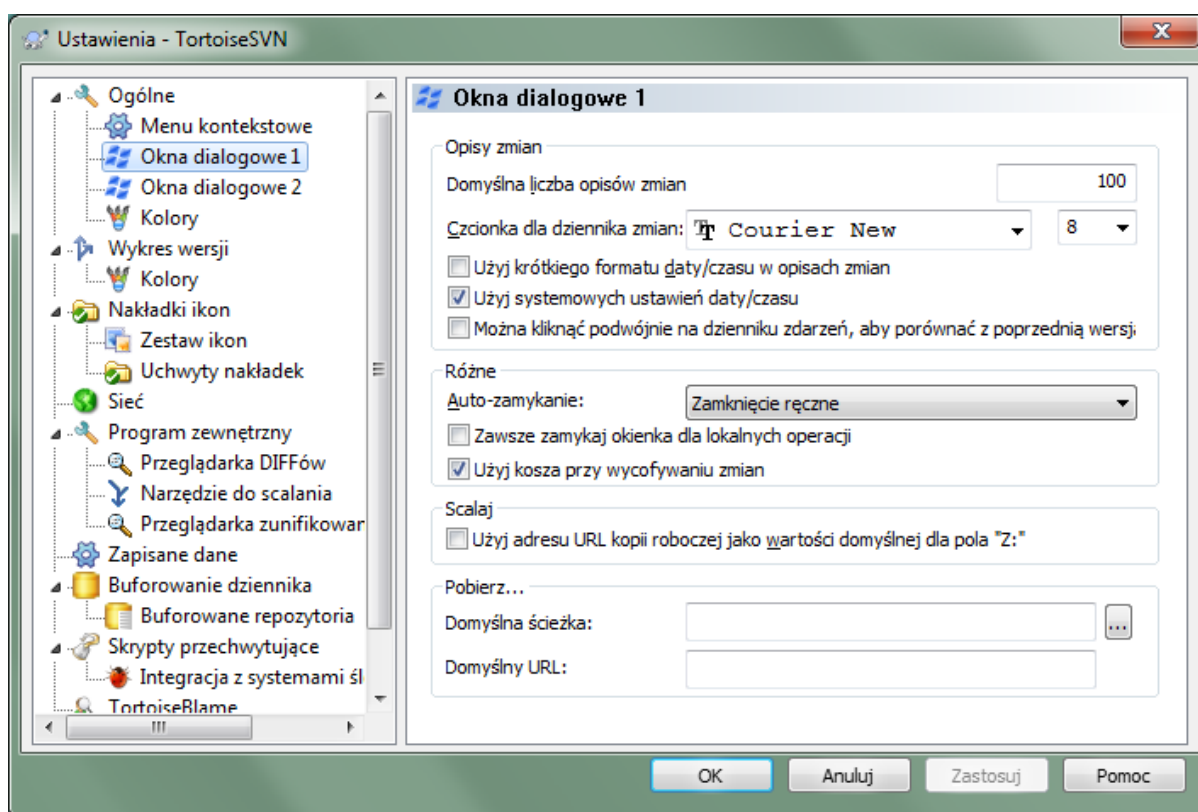 Ustawienia - TortoiseSVN
Ogólne
Menu kontekstowe
Okna dialogowe 1
Okna dialogowe 2
Kolory
Wykres wersji
Kolory
Nakładki ikon
Zestaw ikon
Uchwyty nakładek
Sieć
Program zewnętrzny
Przeglądarka DIFFów
Narzędzie do scalania
Przeglądarka zunifikowar
Zapisane dane
Buforowanie dziennika
Buforowane repozytoria
Skrypty przechwytujące
Integracja z systemami śl
TortoiseBlame
Okna dialogowe 1
Opisy zmian
Domyślna liczba opisów zmian 100
Czcionka dla dziennika zmian: Courier New 8
Użyj krótkiego formatu daty/czasu w opisach zmian
Użyj systemowych ustawień daty/czasu
Można kliknąć podwójnie na dzienniku zdarzeń, aby porównać z poprzednią wersją
Różne
Auto-zamykanie: Zamknięcie ręczne
Zawsze zamykaj okienka dla lokalnych operacji
Użyj kosza przy wycofywaniu zmian
Scalaj
Użyj adresu URL kopii roboczej jako wartości domyślnej dla pola "Z:"
Pobierz...
Domyślna ścieżka: ...
Domyślny URL:
OK Anuluj Zastosuj Pomoc